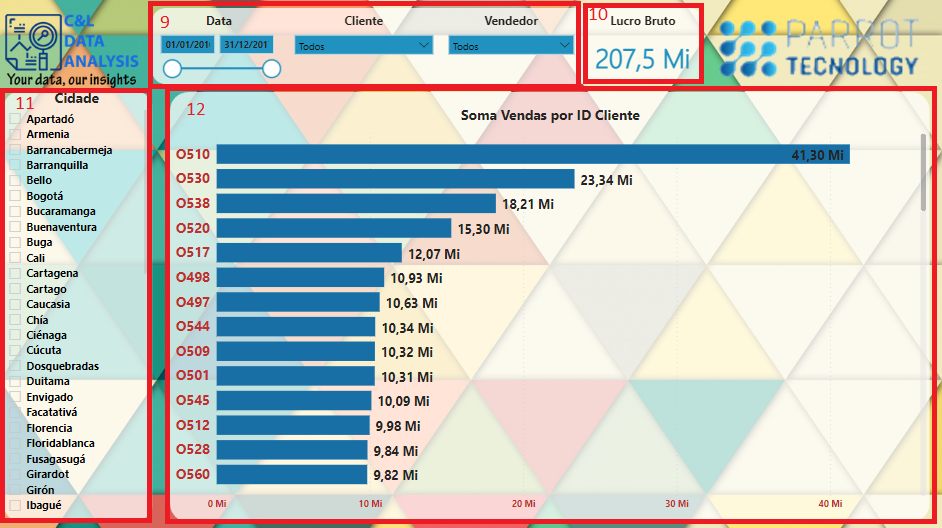 C&L
DATA
ANALYSIS
Your data, our insights
9
Data
Cliente
Vendedor
01/01/201
31/12/201
Todos
Todos
10
Lucro Bruto
207,5 Mi
PARROT
TECNOLOGY
11
Cidade
Apartadó
Armenia
Barrancabermeja
Barranquilla
Bello
Bogotá
Bucaramanga
Buenaventura
Buga
Cali
Cartagena
Cartago
Caucasia
Chía
Ciénaga
Cúcuta
Dosquebradas
Duitama
Envigado
Facatativá
Florencia
Floridablanca
Fusagasugá
Girardot
Girón
Ibagué
12
Soma Vendas por ID Cliente
O510 41,30 Mi
O530 23,34 Mi
O538 18,21 Mi
O520 15,30 Mi
O517 12,07 Mi
O498 10,93 Mi
O497 10,63 Mi
O544 10,34 Mi
O509 10,32 Mi
O501 10,31 Mi
O545 10,09 Mi
O512 9,98 Mi
O528 9,84 Mi
O560 9,82 Mi
0 Mi 10 Mi 20 Mi 30 Mi 40 Mi